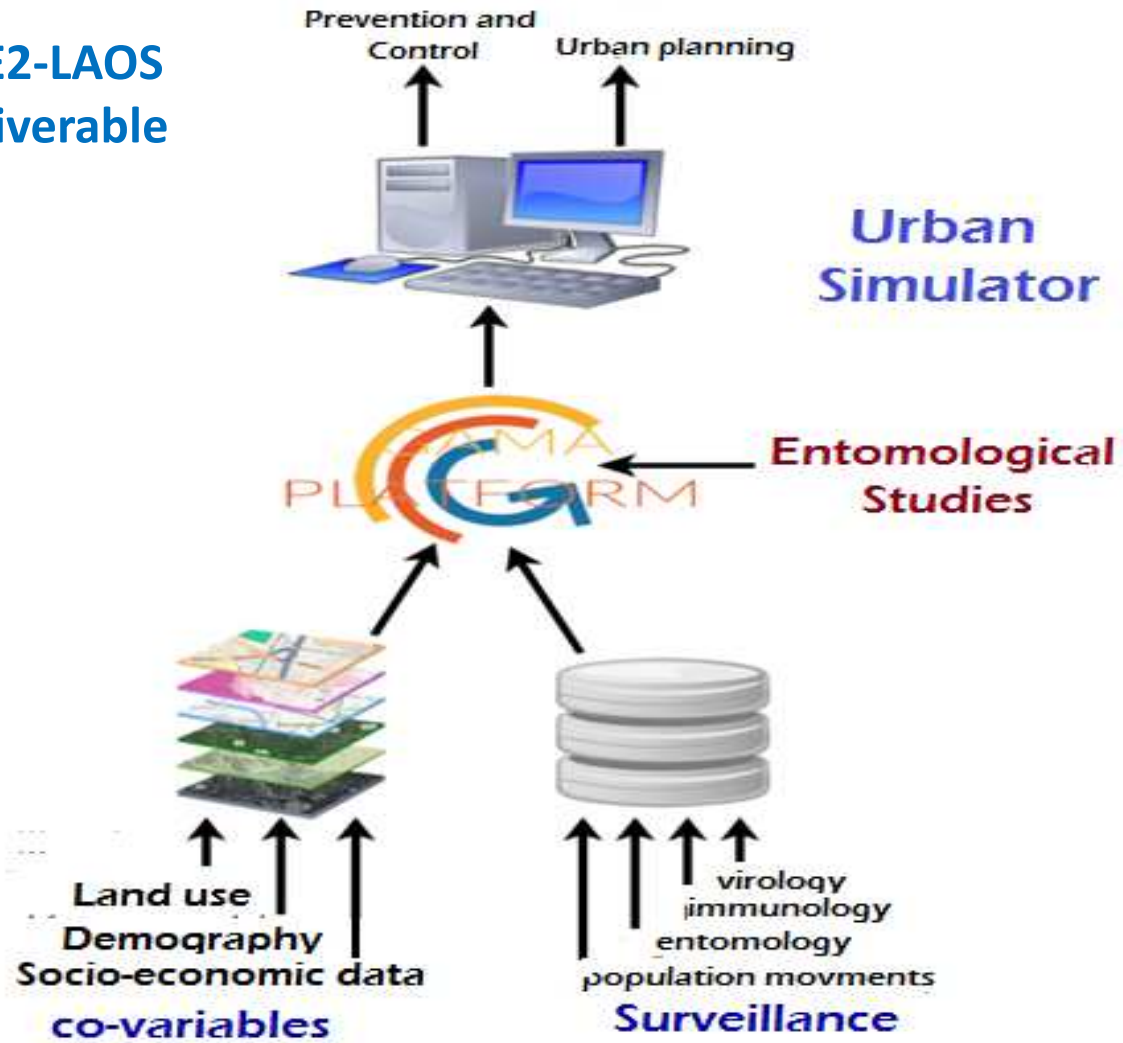 Prevention and
Control
Urban planning
E2-LAOS
iverable
Urban
Simulator
GAMA
PLATFORM
Entomological
Studies
Land use
Demography
Socio-economic data
co-variables
virology
immunology
entomology
population movments
Surveillance